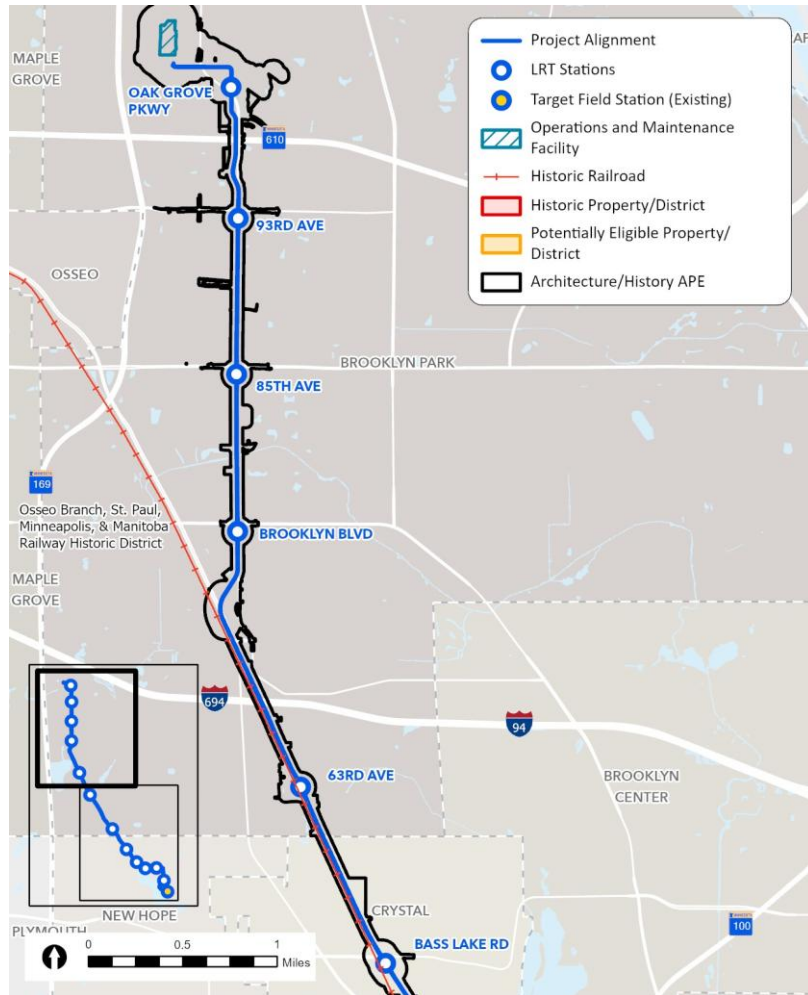 MAPLE
GROVE
OAK GROVE
PKWY
610
93RD AVE
OSSEO
85TH AVE
BROOKLYN PARK
169
Osseo Branch, St. Paul,
Minneapolis, & Manitoba
Railway Historic District
BROOKLYN BLVD
MAPLE
GROVE
694
94
63RD AVE
BROOKLYN
CENTER
NEW HOPE
PLYMOUTH
CRYSTAL
BASS LAKE RD
100
0 0.5 1
Miles
Project Alignment
LRT Stations
Target Field Station (Existing)
Operations and Maintenance
Facility
Historic Railroad
Historic Property/District
Potentially Eligible Property/
District
Architecture/History APE